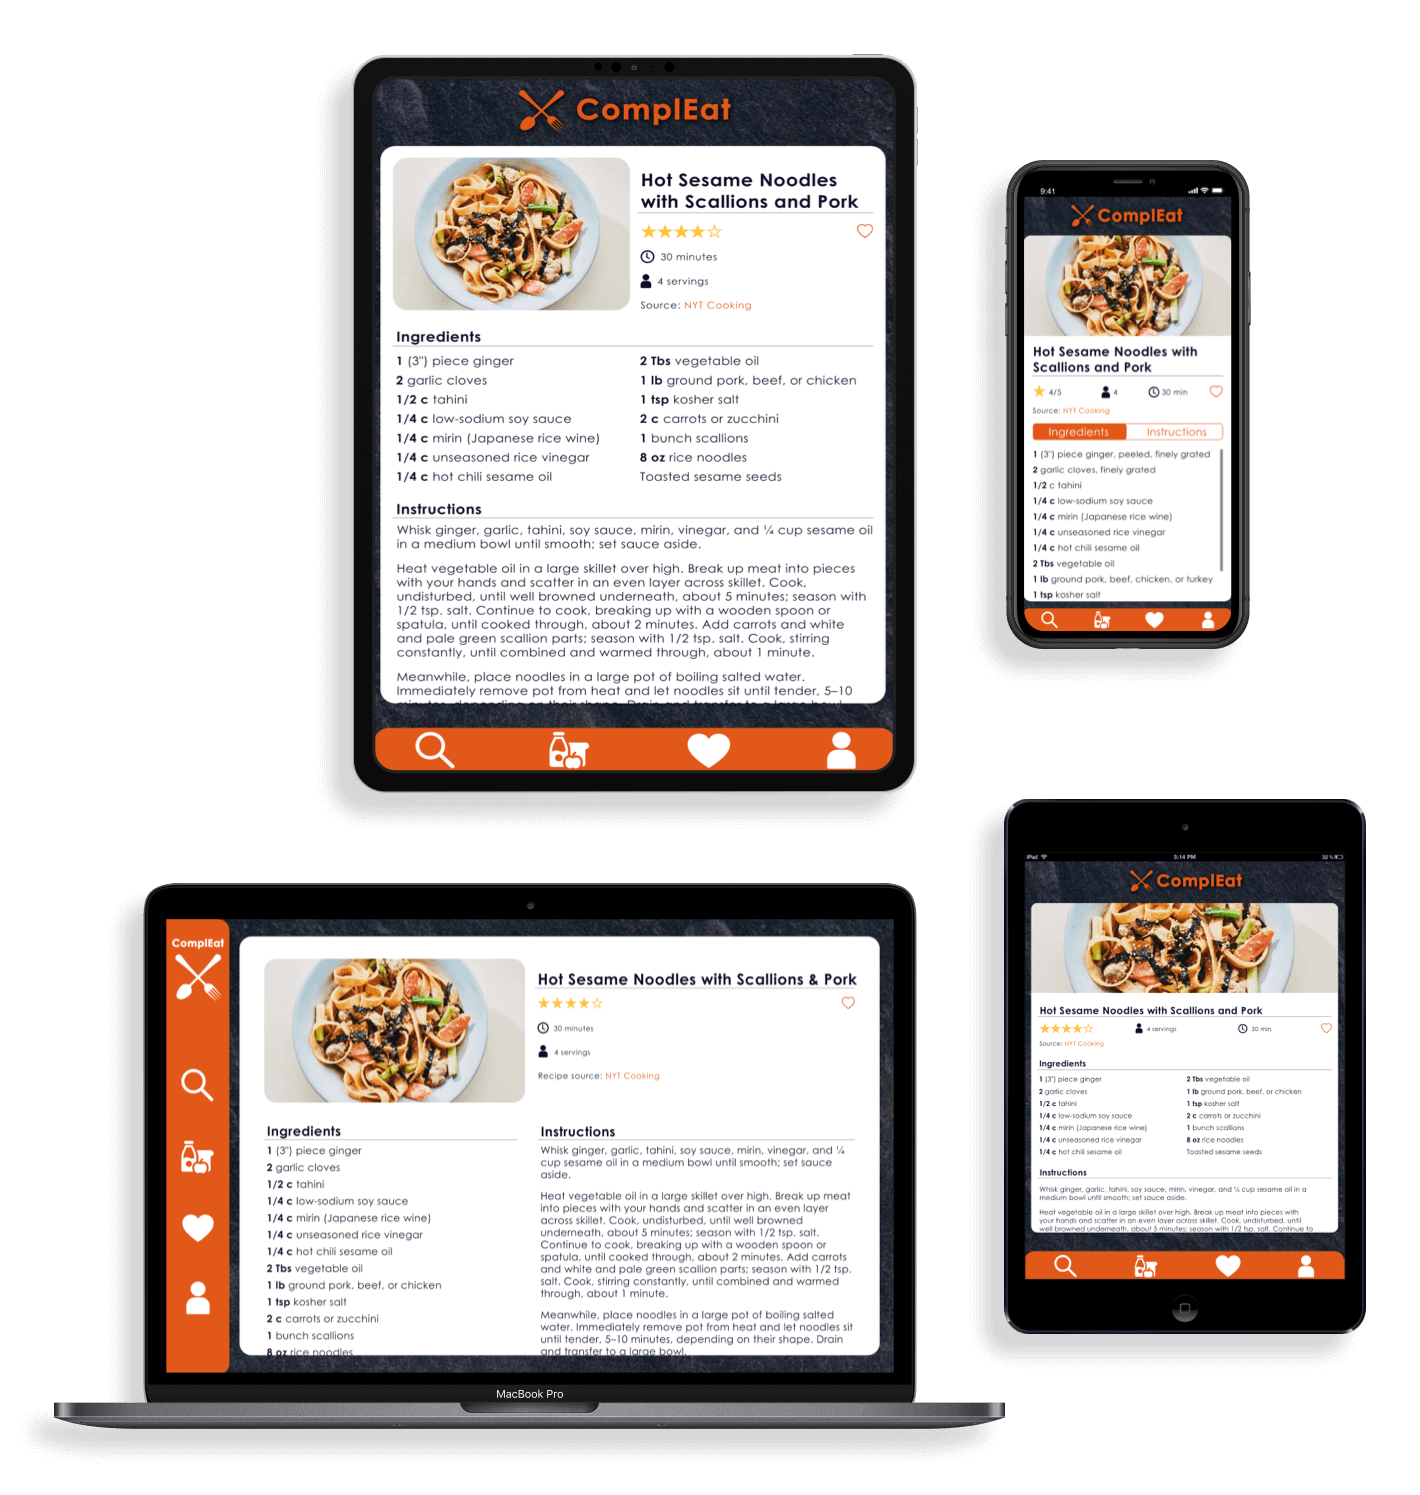 ComplEat
Hot Sesame Noodles
with Scallions and Pork
30 minutes
4 servings
Source: NYT Cooking
Ingredients
1 (3") piece ginger
2 garlic cloves
1/2 c tahini
1/4 c low-sodium soy sauce
1/4 c mirin (Japanese rice wine)
1/4 c unseasoned rice vinegar
1/4 c hot chili sesame oil
2 Tbs vegetable oil
1 lb ground pork, beef, or chicken
1 tsp kosher salt
2 c carrots or zucchini
1 bunch scallions
8 oz rice noodles
Toasted sesame seeds
Instructions
Whisk ginger, garlic, tahini, soy sauce, mirin, vinegar, and ¼ cup sesame oil
in a medium bowl until smooth; set sauce aside.
Heat vegetable oil in a large skillet over high. Break up meat into pieces
with your hands and scatter in an even layer across skillet. Cook,
undisturbed, until well browned underneath, about 5 minutes; season with
1/2 tsp. salt. Continue to cook, breaking up with a wooden spoon or
spatula, until cooked through, about 2 minutes. Add carrots and white
and pale green scallion parts; season with 1/2 tsp. salt. Cook, stirring
constantly, until combined and warmed through, about 1 minute.
Meanwhile, place noodles in a large pot of boiling salted water.
Immediately remove pot from heat and let noodles sit until tender, 5–10
minutes, depending on their shape. Drain and transfer to a large bowl.
9:41
ComplEat
Hot Sesame Noodles with
Scallions and Pork
4/5
4
30 min
Source: NYT Cooking
Ingredients
Instructions
1 (3") piece ginger, peeled, finely grated
2 garlic cloves, finely grated
1/2 c tahini
1/4 c low-sodium soy sauce
1/4 c mirin (Japanese rice wine)
1/4 c unseasoned rice vinegar
1/4 c hot chili sesame oil
2 Tbs vegetable oil
1 lb ground pork, beef, chicken, or turkey
1 tsp kosher salt
ComplEat
Hot Sesame Noodles with Scallions & Pork
30 minutes
4 servings
Recipe source: NYT Cooking
Ingredients
1 (3") piece ginger
2 garlic cloves
1/2 c tahini
1/4 c low-sodium soy sauce
1/4 c mirin (Japanese rice wine)
1/4 c unseasoned rice vinegar
1/4 c hot chili sesame oil
2 Tbs vegetable oil
1 lb ground pork, beef, or chicken
1 tsp kosher salt
2 c carrots or zucchini
1 bunch scallions
8 oz rice noodles
Instructions
Whisk ginger, garlic, tahini, soy sauce, mirin, vinegar, and ¼
cup sesame oil in a medium bowl until smooth; set sauce
aside.
Heat vegetable oil in a large skillet over high. Break up meat
into pieces with your hands and scatter in an even layer
across skillet. Cook, undisturbed, until well browned
underneath, about 5 minutes; season with 1/2 tsp. salt.
Continue to cook, breaking up with a wooden spoon or
spatula, until cooked through, about 2 minutes. Add carrots
and white and pale green scallion parts; season with 1/2 tsp.
salt. Cook, stirring constantly, until combined and warmed
through, about 1 minute.
Meanwhile, place noodles in a large pot of boiling salted
water. Immediately remove pot from heat and let noodles sit
until tender, 5–10 minutes, depending on their shape. Drain
and transfer to a large bowl.
MacBook Pro
iPad
3:14 PM
32 %
ComplEat
Hot Sesame Noodles with Scallions and Pork
4 servings
30 min
Source: NYT Cooking
Ingredients
1 (3") piece ginger
2 garlic cloves
1/2 c tahini
1/4 c low-sodium soy sauce
1/4 c mirin (Japanese rice wine)
1/4 c unseasoned rice vinegar
1/4 c hot chili sesame oil
2 Tbs vegetable oil
1 lb ground pork, beef, or chicken
1 tsp kosher salt
2 c carrots or zucchini
1 bunch scallions
8 oz rice noodles
Toasted sesame seeds
Instructions
Whisk ginger, garlic, tahini, soy sauce, mirin, vinegar, and ¼ cup sesame oil in a
medium bowl until smooth; set sauce aside.
Heat vegetable oil in a large skillet over high. Break up meat into pieces with
your hands and scatter in an even layer across skillet. Cook, undisturbed, until
well browned underneath, about 5 minutes; season with 1/2 tsp. salt. Continue to